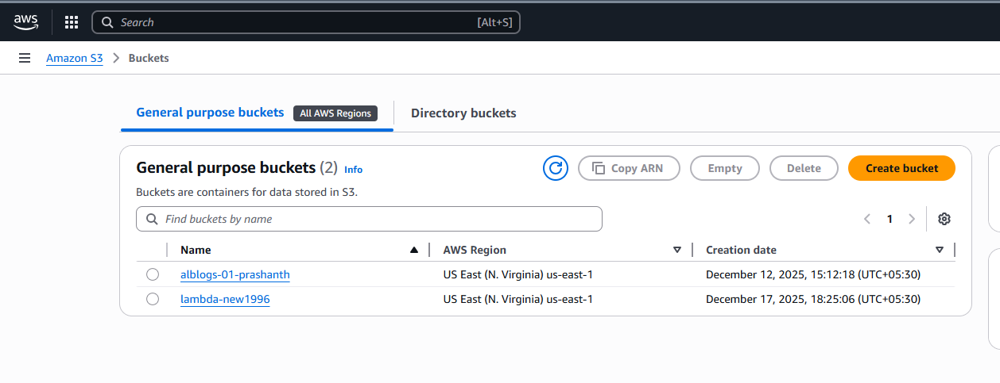 aws Search [Alt+S]
Amazon S3 > Buckets
General purpose buckets All AWS Regions Directory buckets
General purpose buckets (2) Info Copy ARN Empty Delete Create bucket
Buckets are containers for data stored in S3.
Find buckets by name 1
Name AWS Region Creation date
alblogs-01-prashanth US East (N. Virginia) us-east-1 December 12, 2025, 15:12:18 (UTC+05:30)
lambda-new1996 US East (N. Virginia) us-east-1 December 17, 2025, 18:25:06 (UTC+05:30)